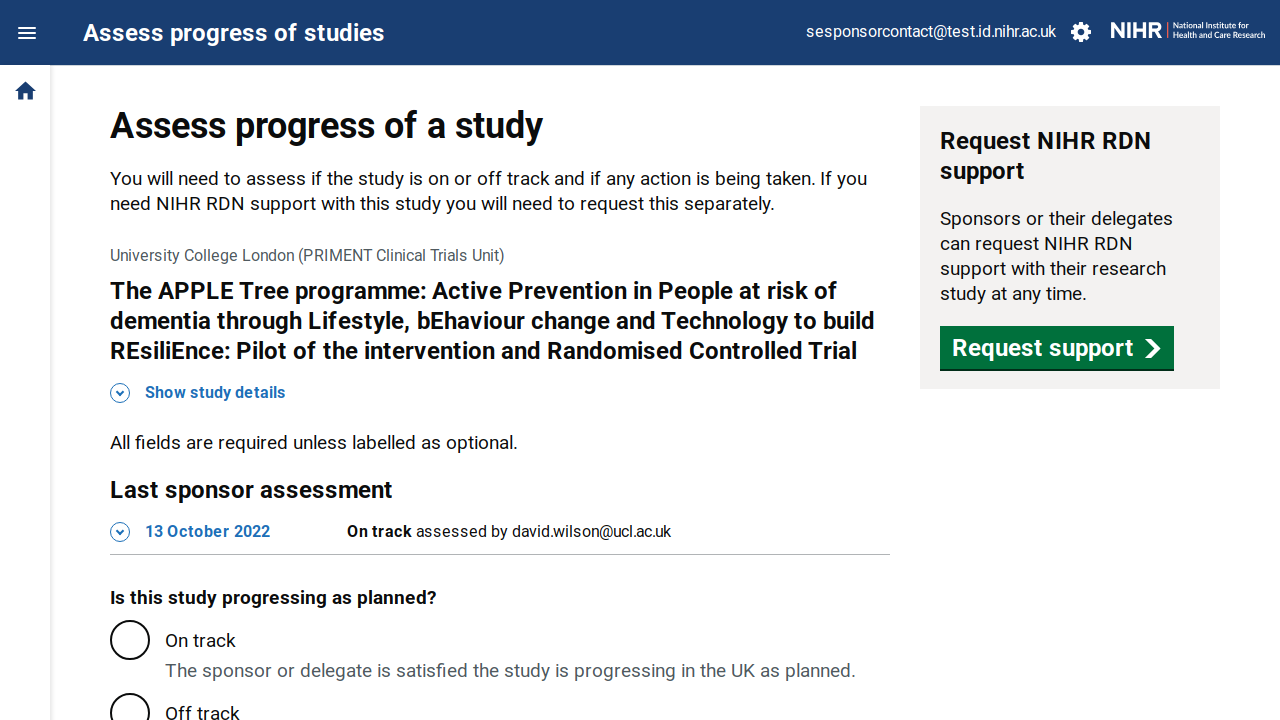 Assess progress of studies
sesponsorcontact@test.id.nihr.ac.uk
NIHR
National Institute for
Health and Care Research
Assess progress of a study
You will need to assess if the study is on or off track and if any action is being taken. If you
need NIHR RDN support with this study you will need to request this separately.
University College London (PRIMENT Clinical Trials Unit)
The APPLE Tree programme: Active Prevention in People at risk of
dementia through Lifestyle, bEhaviour change and Technology to build
REsiliEnce: Pilot of the intervention and Randomised Controlled Trial
Show study details
All fields are required unless labelled as optional.
Last sponsor assessment
13 October 2022 On track assessed by david.wilson@ucl.ac.uk
Is this study progressing as planned?
On track
The sponsor or delegate is satisfied the study is progressing in the UK as planned.
Off track
Request NIHR RDN
support
Sponsors or their delegates
can request NIHR RDN
support with their research
study at any time.
Request support